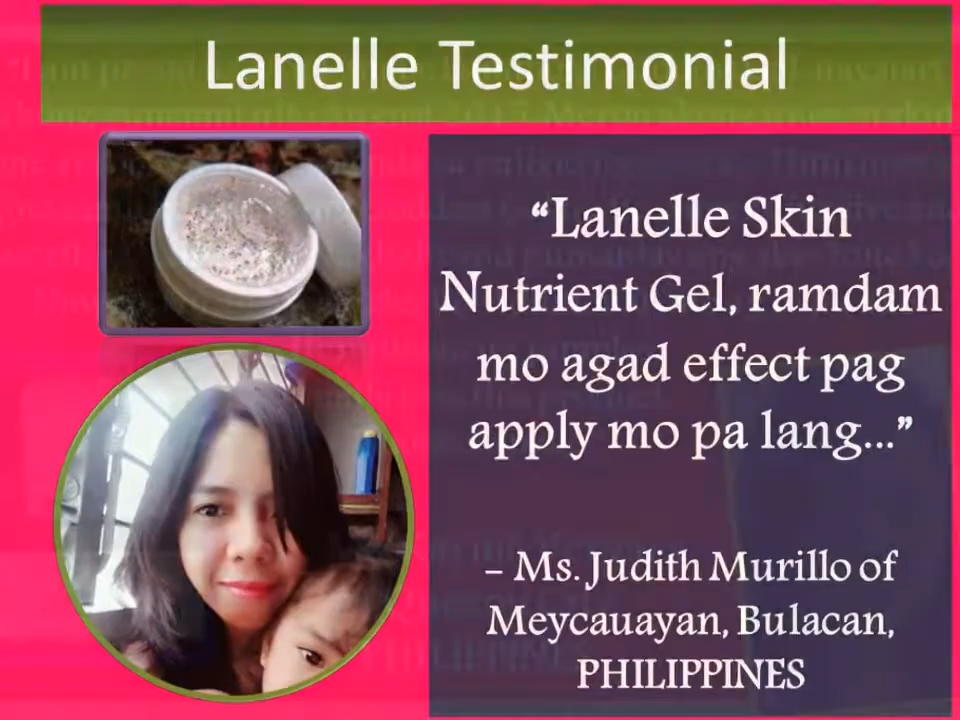 Lanelle Testimonial
“Lanelle Skin
Nutrient Gel, ramdam
mo agad effect pag
apply mo pa lang...”
– Ms. Judith Murillo of
Meycauayan, Bulacan,
PHILIPPINES